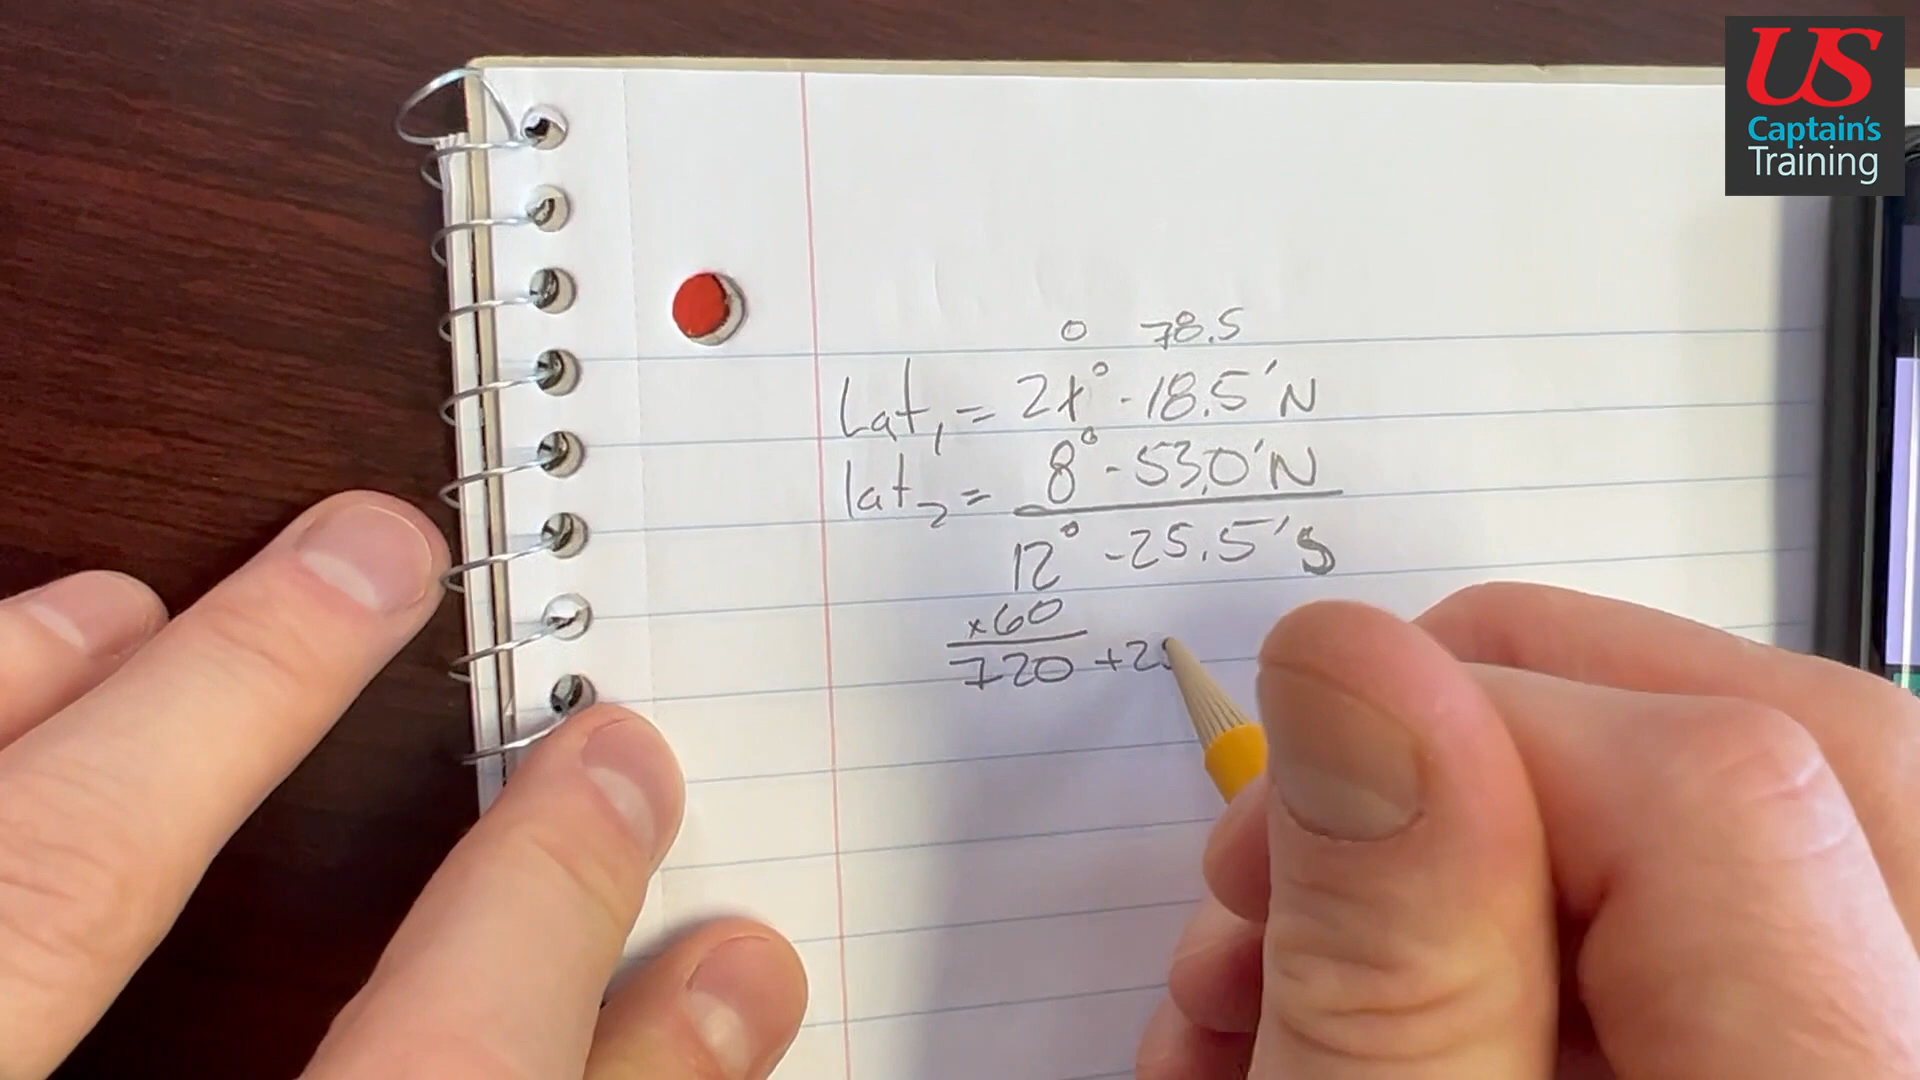 US
Captain's
Training
0 78.5
Lat₁ = 21° - 18.5' N
lat₂ = 8° - 53.0' N
12° - 25.5' S
x60
720 + 2